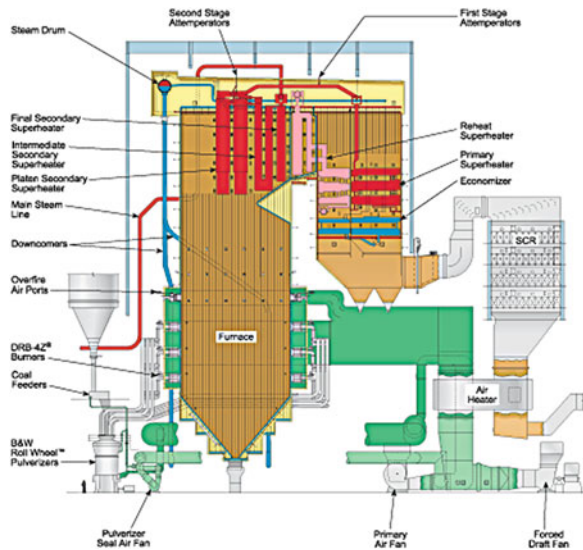 Second Stage
Attemperators
First Stage
Attemperators
Steam Drum
Final Secondary
Superheater
Intermediate
Secondary
Superheater
Platen Secondary
Superheater
Main Steam
Line
Downcomers
Overfire
Air Ports
DRB-4Z®
Burners
Coal
Feeders
B&W
Roll Wheel™
Pulverizers
Reheat
Superheater
Primary
Superheater
Economizer
SCR
Furnace
Air
Heater
Pulverizer
Seal Air Fan
Primary
Air Fan
Forced
Draft Fan